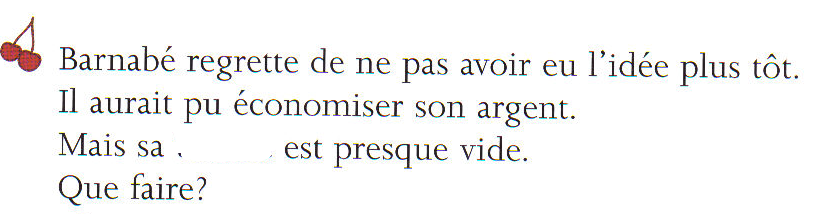 Barnabé regrette de ne pas avoir eu l'idée plus tôt.
Il aurait pu économiser son argent.
Mais sa est presque vide.
Que faire?